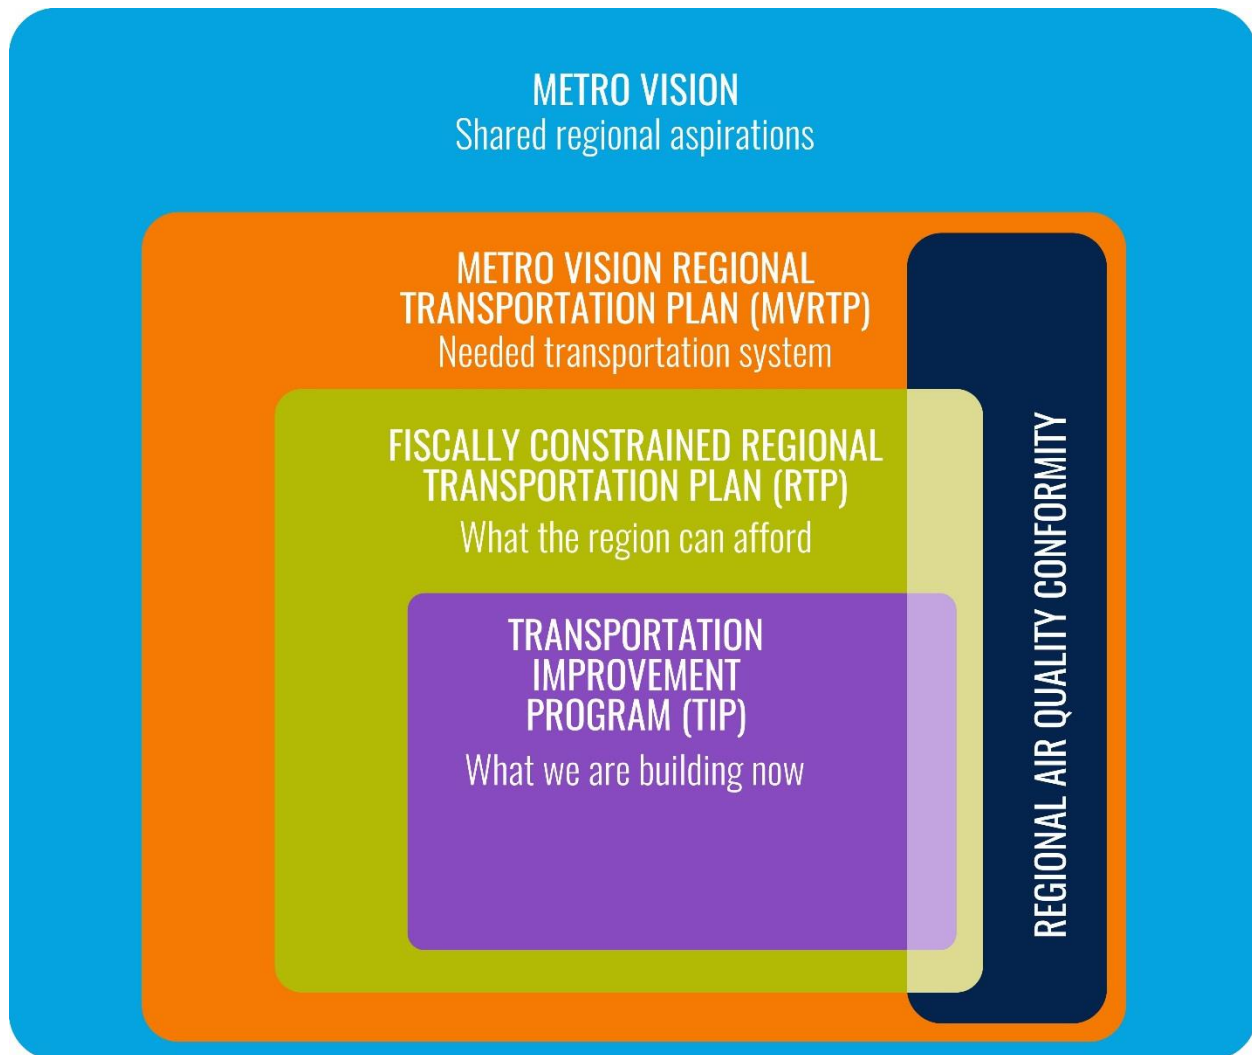 METRO VISION
Shared regional aspirations
METRO VISION REGIONAL
TRANSPORTATION PLAN (MVRTP)
Needed transportation system
FISCALLY CONSTRAINED REGIONAL
TRANSPORTATION PLAN (RTP)
What the region can afford
TRANSPORTATION
IMPROVEMENT
PROGRAM (TIP)
What we are building now
REGIONAL AIR QUALITY CONFORMITY